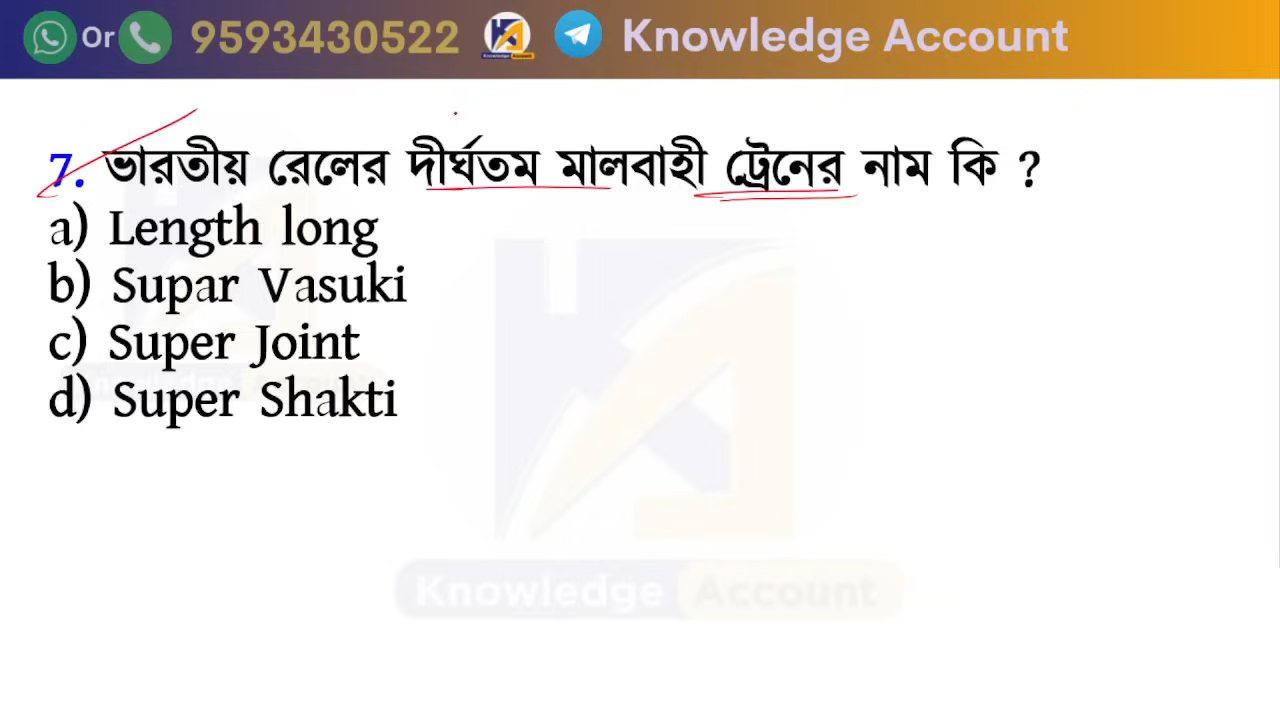 Or 9593430522 Knowledge Account
7. ভারতীয় রেলের দীর্ঘতম মালবাহী ট্রেনের নাম কি ?
a) Length long
b) Supar Vasuki
c) Super Joint
d) Super Shakti
Knowledge Account